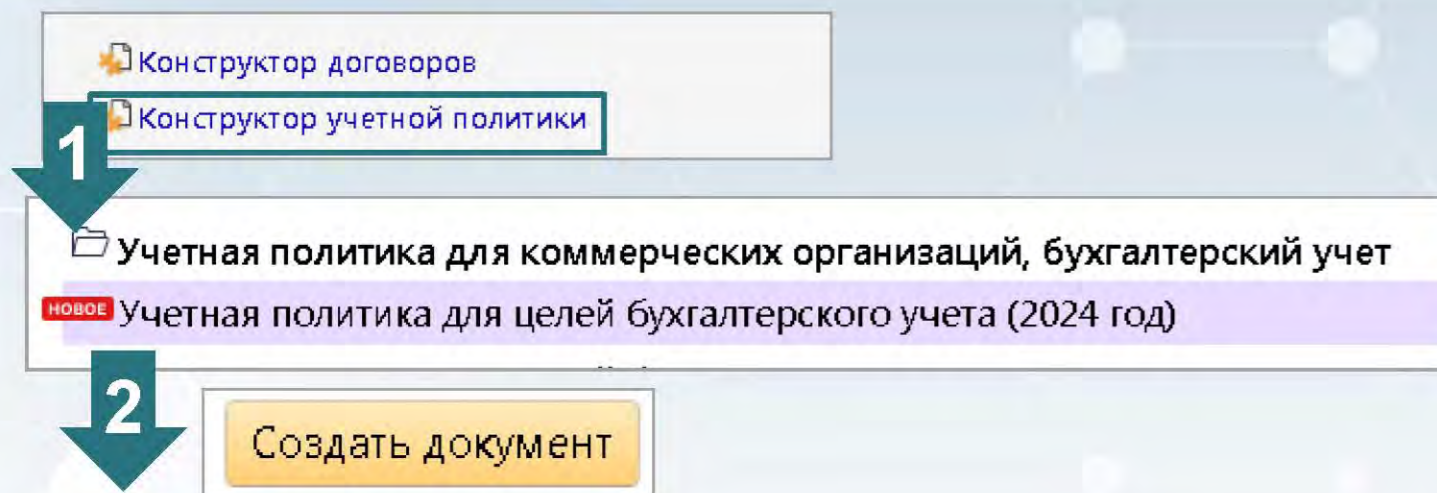 Конструктор договоров
Конструктор учетной политики
1
Учетная политика для коммерческих организаций, бухгалтерский учет
НОВОЕ Учетная политика для целей бухгалтерского учета (2024 год)
2
Создать документ